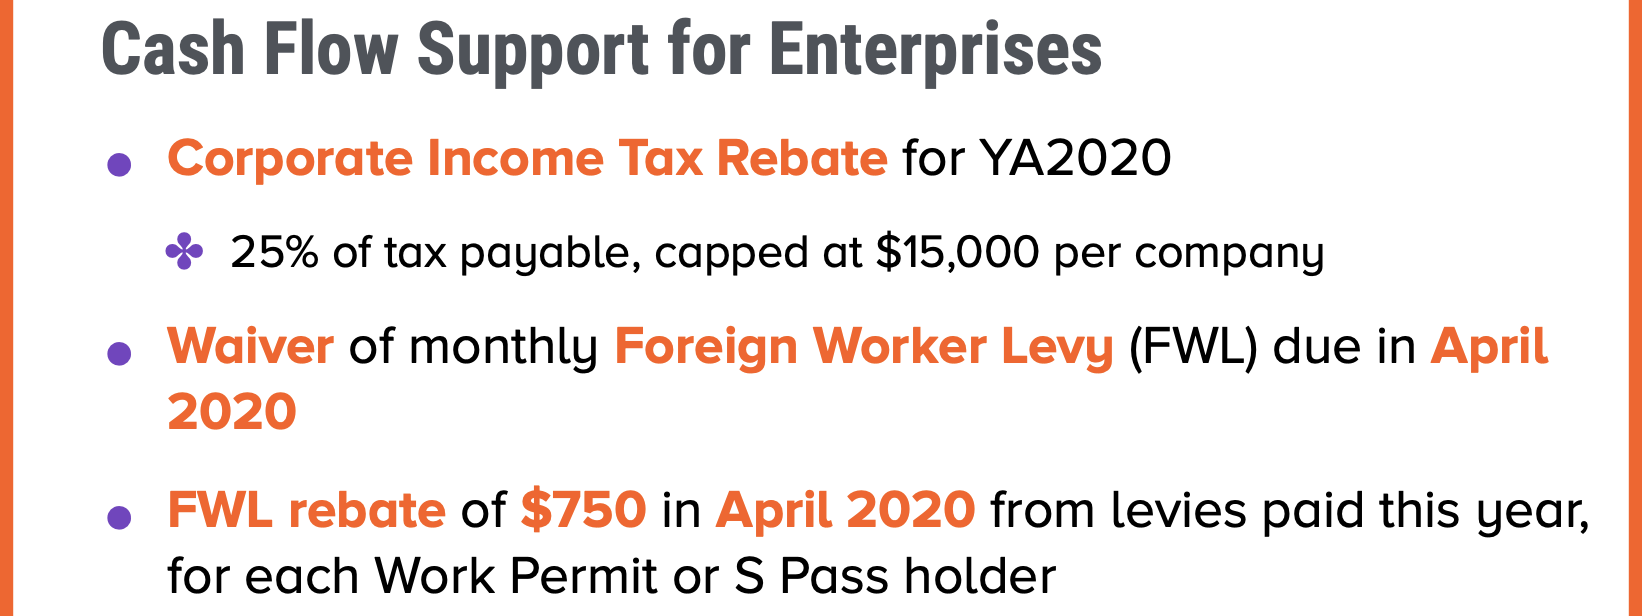 Cash Flow Support for Enterprises
Corporate Income Tax Rebate for YA2020
25% of tax payable, capped at $15,000 per company
Waiver of monthly Foreign Worker Levy (FWL) due in April
2020
FWL rebate of $750 in April 2020 from levies paid this year,
for each Work Permit or S Pass holder